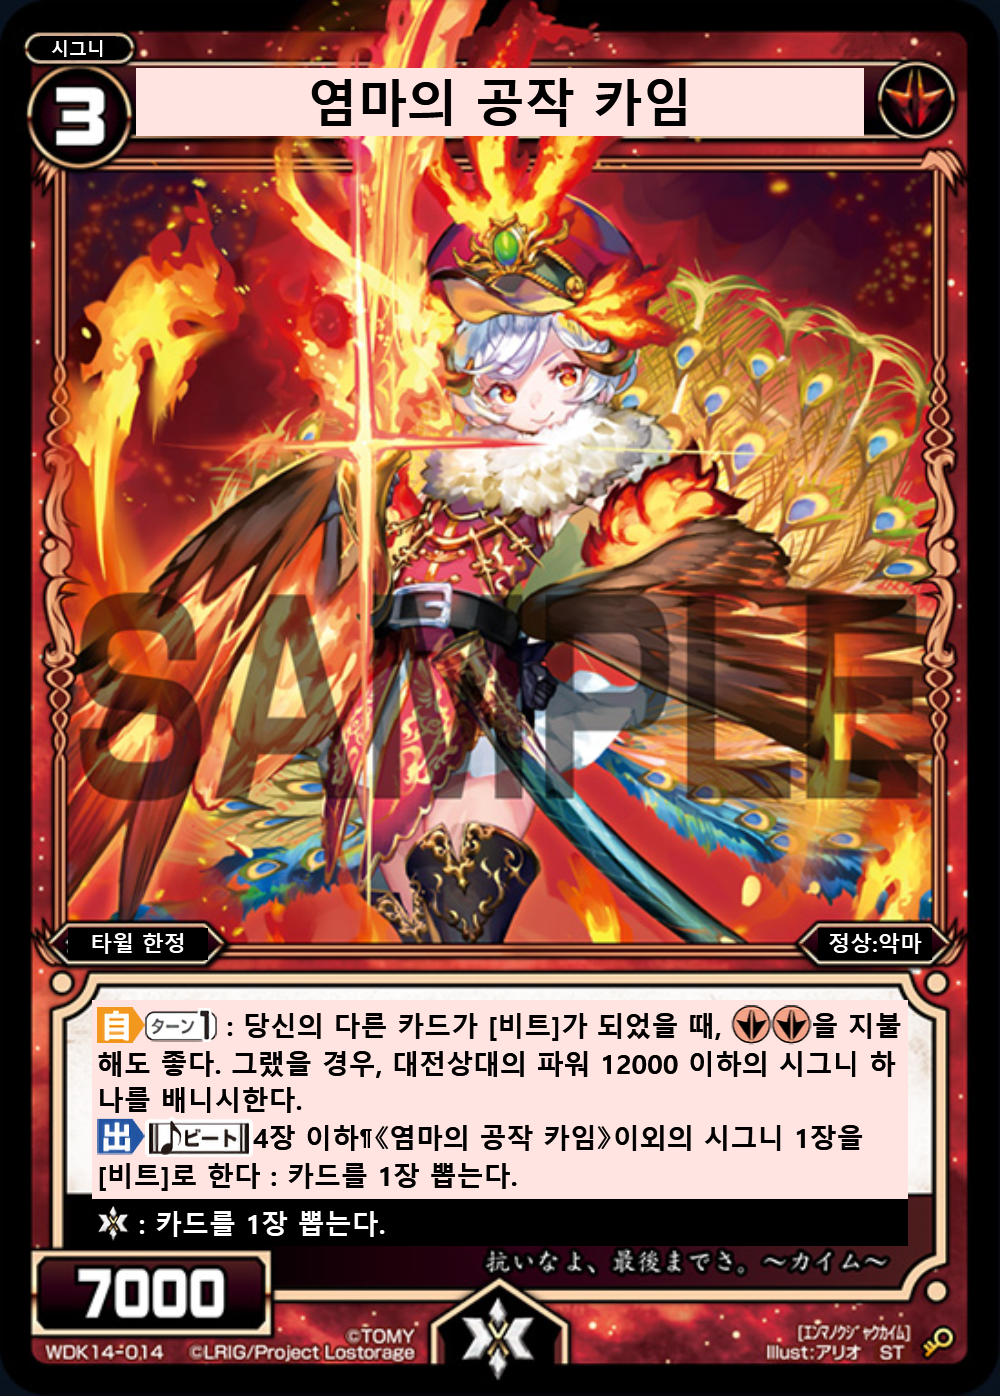 시그니
3
염마의 공작 카임
SAMPLE
타월 한정
정상:악마
自 ターン1 : 당신의 다른 카드가 [비트]가 되었을 때, 을 지불
해도 좋다. 그랬을 경우, 대전상대의 파워 12000 이하의 시그니 하
나를 배니시한다.
出 ♪ビート 4장 이하¶《염마의 공작 카임》이외의 시그니 1장을
[비트]로 한다 : 카드를 1장 뽑는다.
: 카드를 1장 뽑는다.
抗いなよ、最後までさ。～カイム～
7000
©TOMY
[エンマノクジャクカイム]
WDK14-014 ©LRIG/Project Lostorage
Illust:アリオ ST